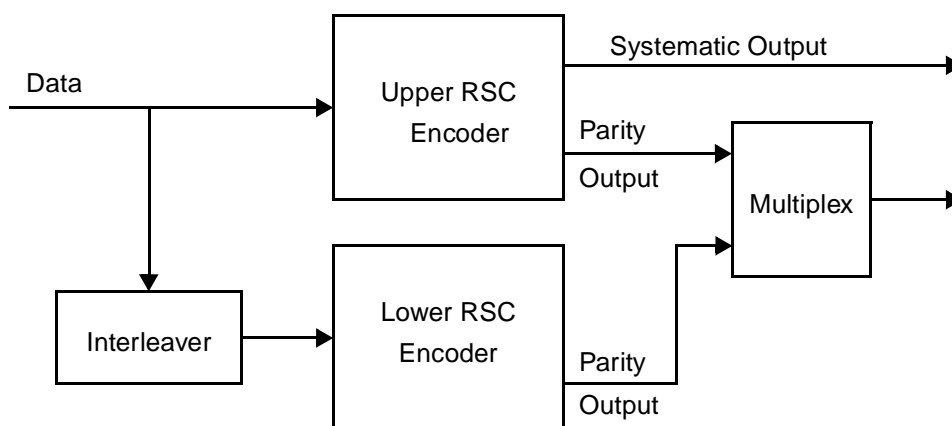 Systematic Output
Data
Upper RSC
Encoder
Parity
Output
Multiplex
Interleaver
Lower RSC
Encoder
Parity
Output